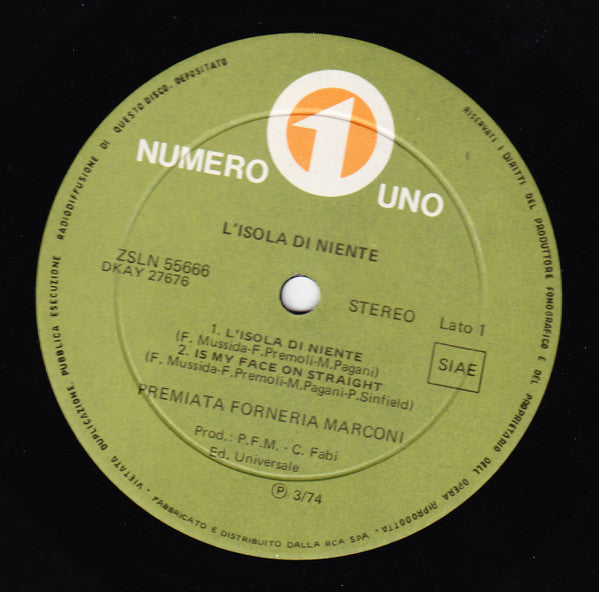 NUMERO 1 UNO
L'ISOLA DI NIENTE
ZSLN 55666
DKAY 27676
STEREO
Lato 1
SIAE
1. L'ISOLA DI NIENTE
(F. Mussida-F.Premoli-M.Pagani)
2. IS MY FACE ON STRAIGHT
(F. Mussida-F.Premoli-M.Pagani-P.Sinfield)
PREMIATA FORNERIA MARCONI
Prod.: P.F.M. - C. Fabi
Ed. Universale
Ⓟ 3/74
RISERVATI I DIRITTI DEL PRODUTTORE FONOGRAFICO E DEL PROPRIETARIO DELL'OPERA RIPRODOTTA. · FABBRICATO E DISTRIBUITO DALLA RCA SPA - · VIETATA DUPLICAZIONE PUBBLICA ESECUZIONE RADIODIFFUSIONE DI QUESTO DISCO. DEPOSITATO